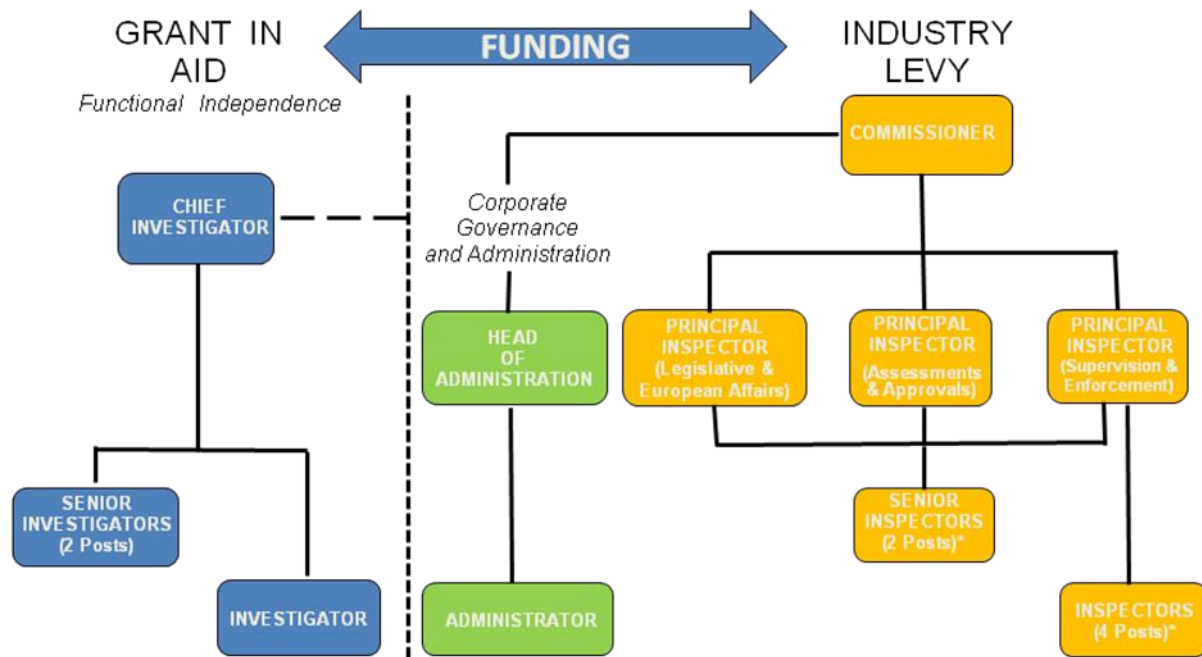 GRANT IN
AID
Functional Independence
FUNDING
INDUSTRY
LEVY
COMMISSIONER
CHIEF
INVESTIGATOR
Corporate
Governance
and Administration
HEAD
OF
ADMINISTRATION
PRINCIPAL
INSPECTOR
(Legislative &
European Affairs)
PRINCIPAL
INSPECTOR
(Assessments
& Approvals)
PRINCIPAL
INSPECTOR
(Supervision &
Enforcement)
SENIOR
INVESTIGATORS
(2 Posts)
SENIOR
INSPECTORS
(2 Posts)*
INVESTIGATOR
ADMINISTRATOR
INSPECTORS
(4 Posts)*